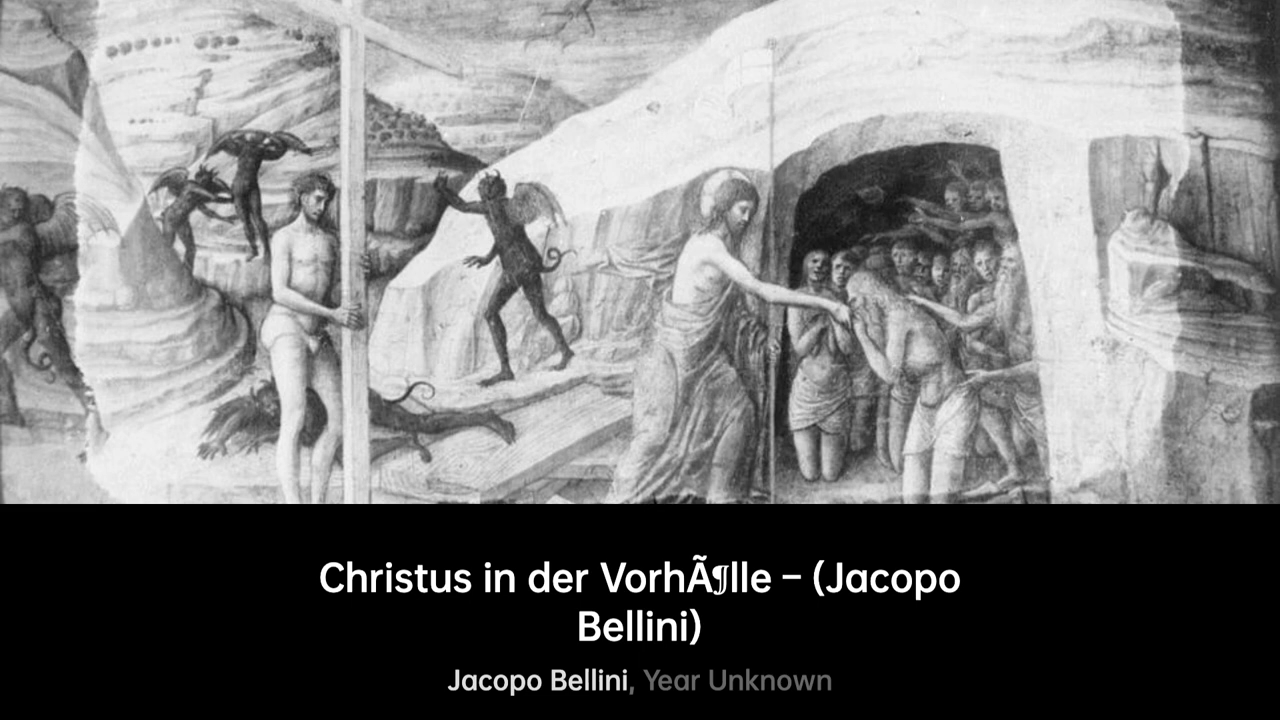 Christus in der VorhÃ¶lle – (Jacopo
Bellini)
Jacopo Bellini, Year Unknown